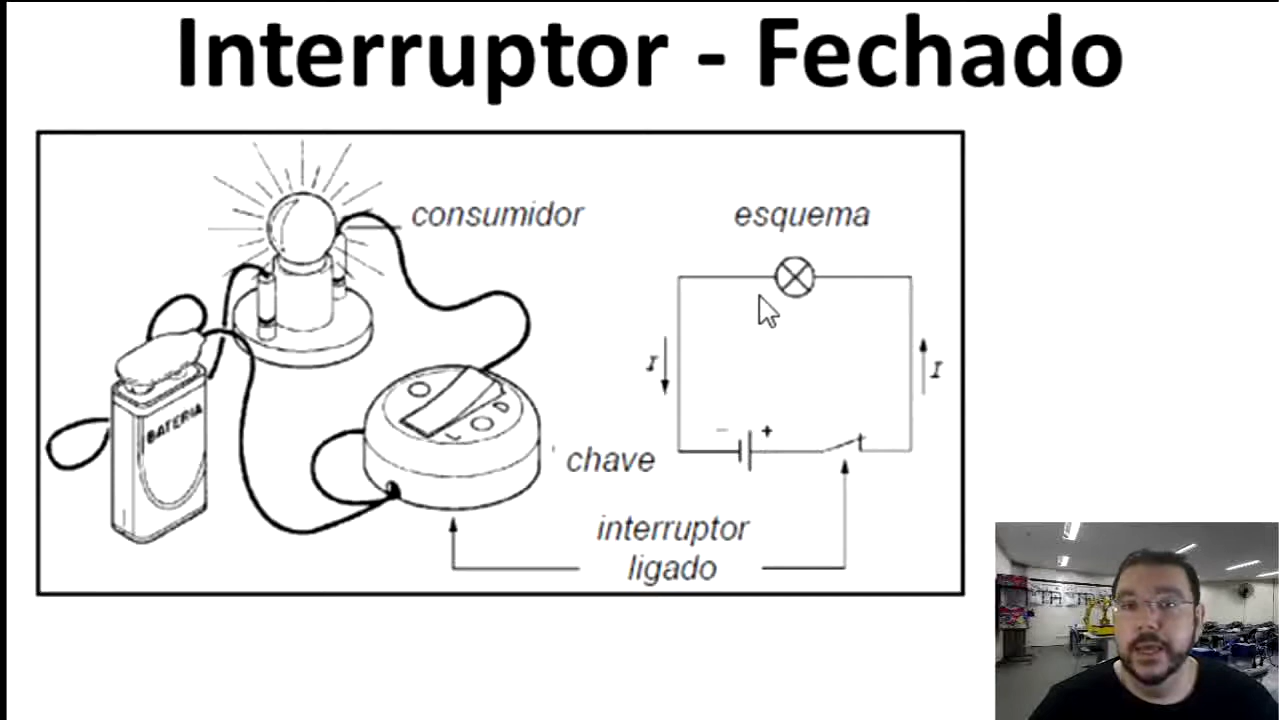 Interruptor - Fechado
consumidor
esquema
I
I
BATERIA
- +
chave
L
D
interruptor
ligado